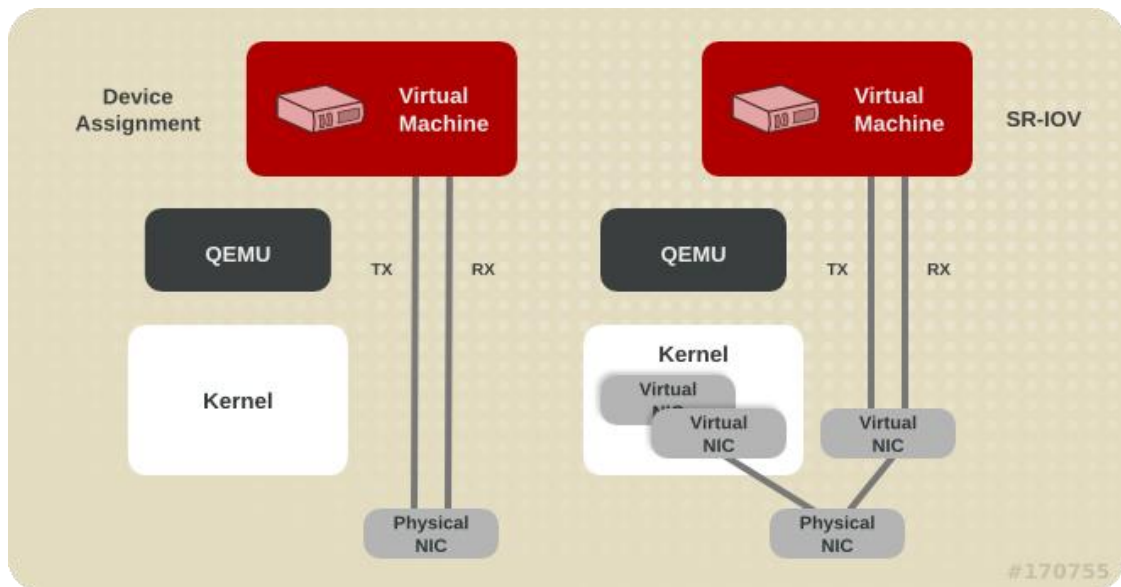 Device
Assignment
Virtual
Machine
QEMU
TX
RX
Kernel
Physical
NIC
Virtual
Machine
SR-IOV
QEMU
TX
RX
Kernel
Virtual
NIC
Virtual
NIC
Virtual
NIC
Physical
NIC
#170755